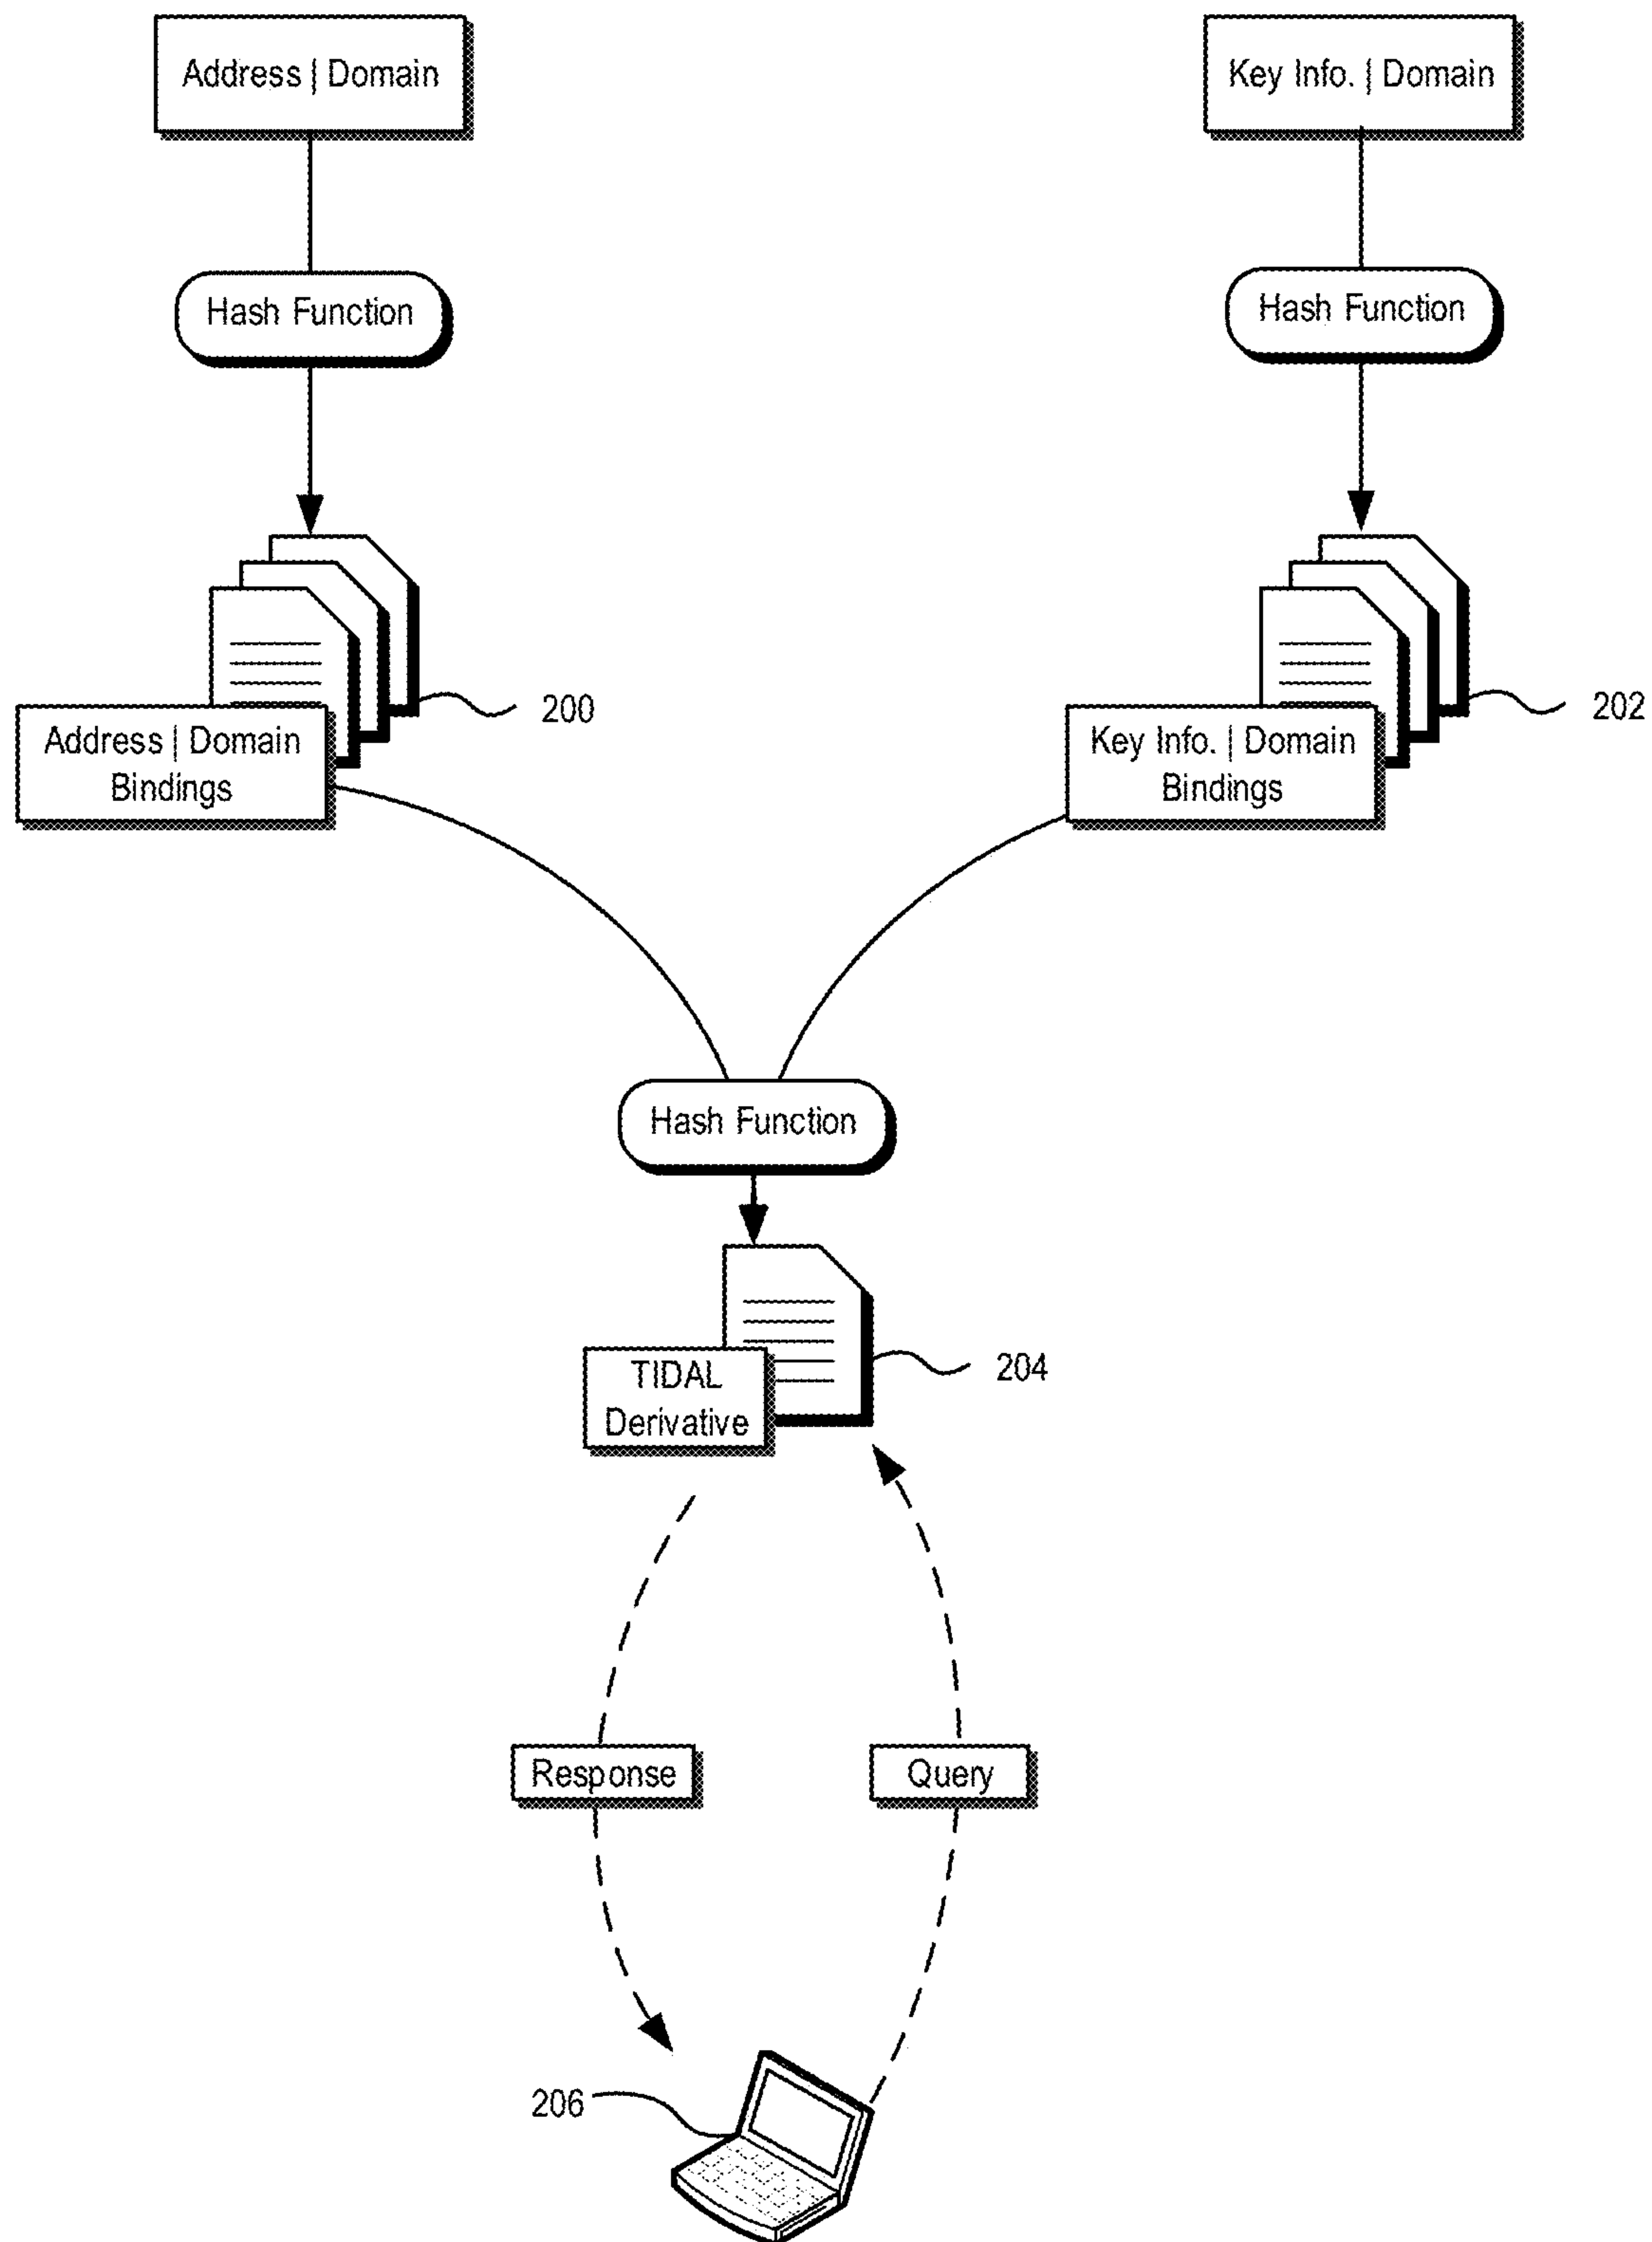 Address | Domain
Key Info. | Domain
Hash Function
Hash Function
200
202
Address | Domain
Bindings
Key Info. | Domain
Bindings
Hash Function
204
TIDAL
Derivative
Response
Query
206